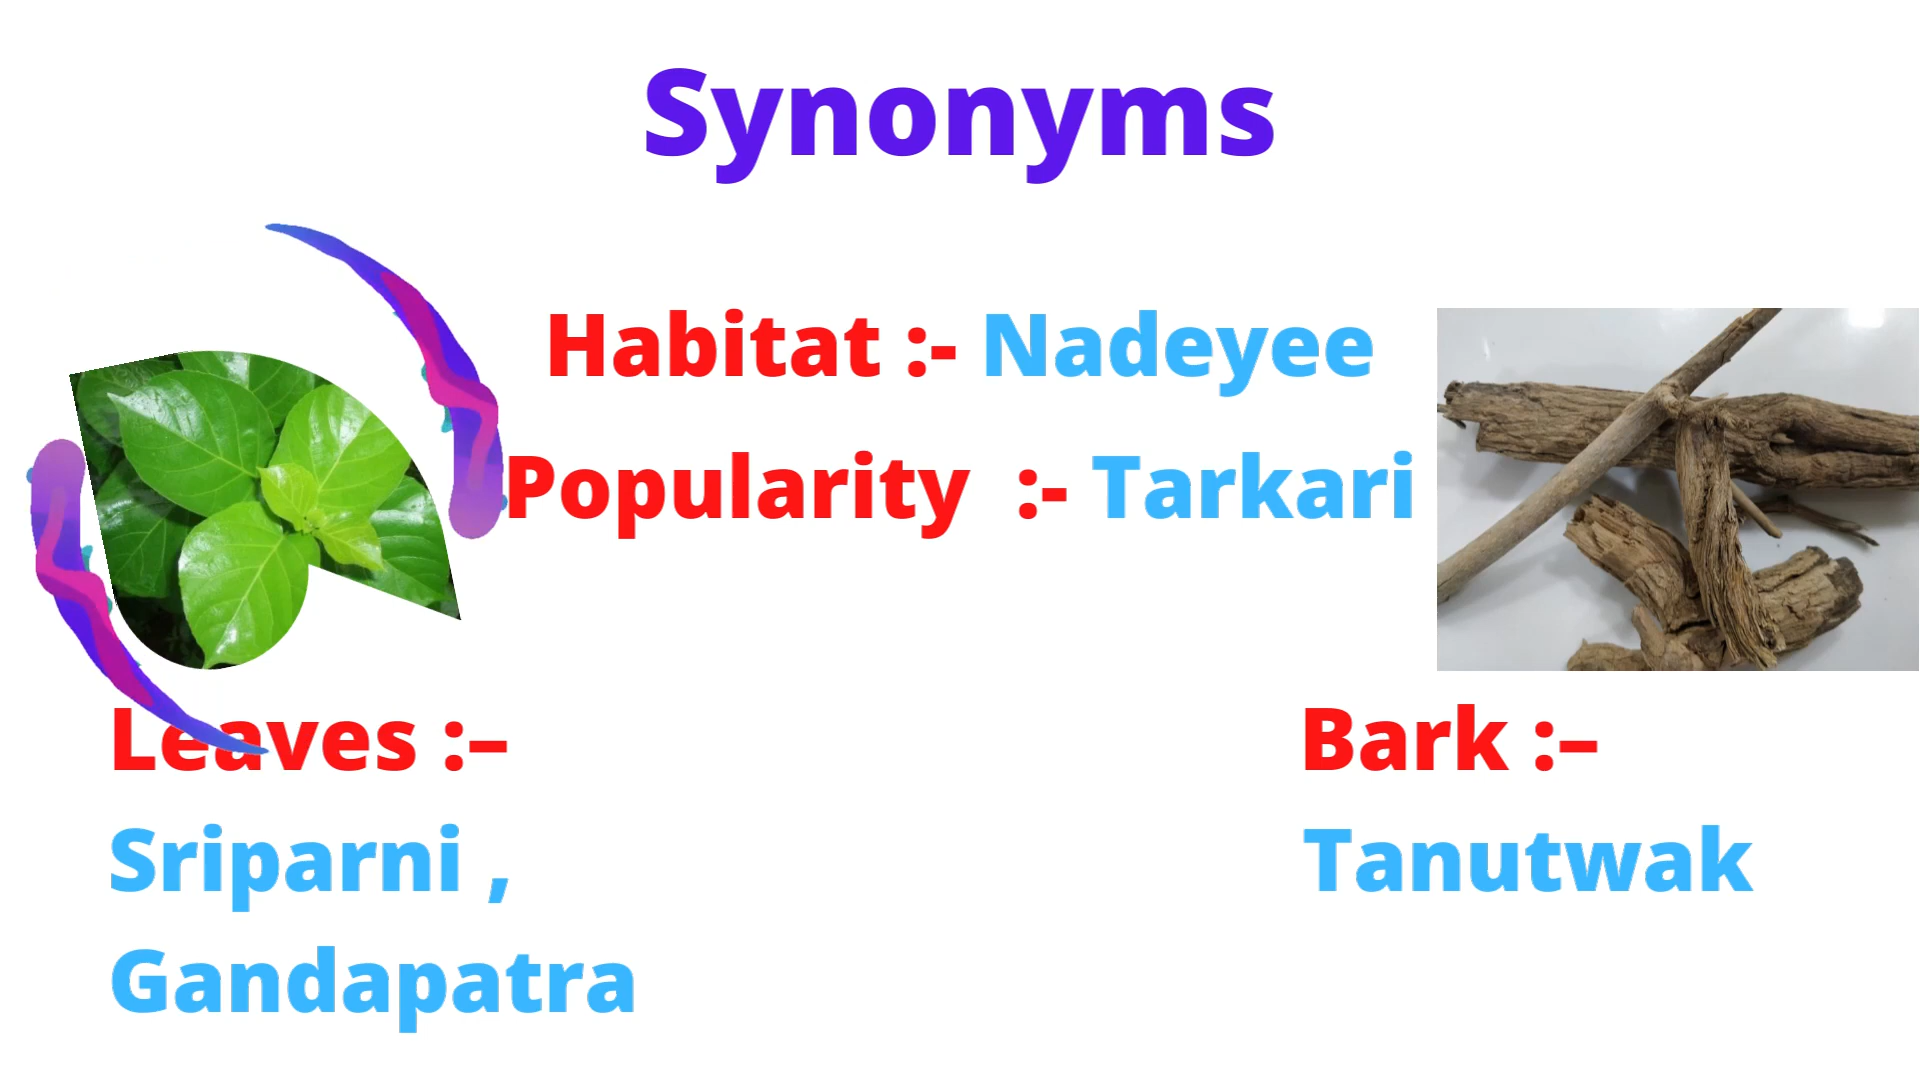 Synonyms
Habitat :- Nadeyee
Popularity :- Tarkari
Leaves :–
Sriparni ,
Gandapatra
Bark :–
Tanutwak